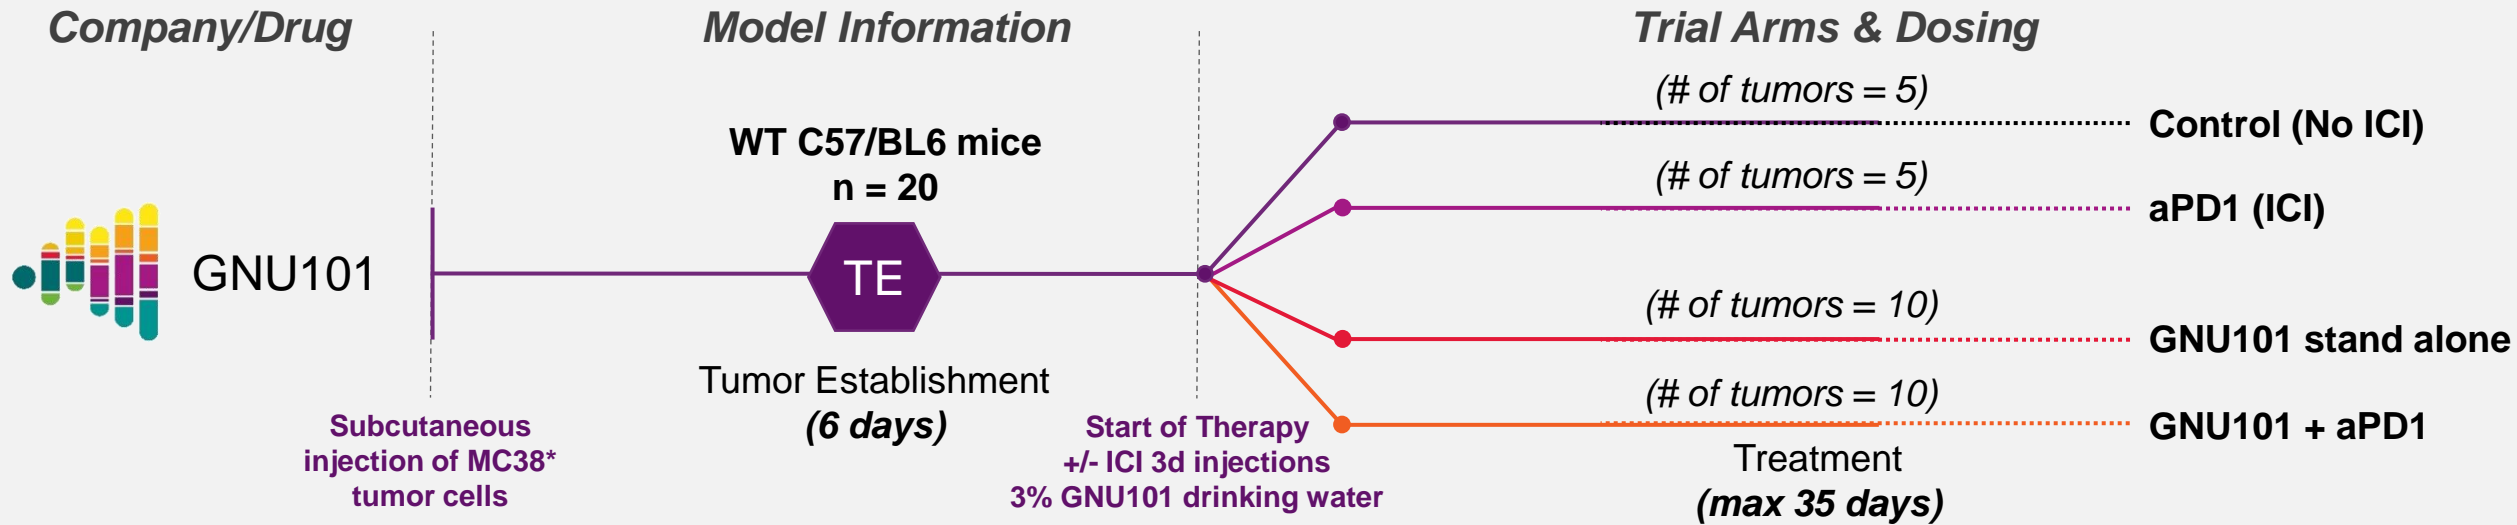 Company/Drug
Model Information
Trial Arms & Dosing
GNU101
Subcutaneous
injection of MC38*
tumor cells
WT C57/BL6 mice
n = 20
TE
Tumor Establishment
(6 days)
Start of Therapy
+/- ICI 3d injections
3% GNU101 drinking water
(# of tumors = 5)
Control (No ICI)
(# of tumors = 5)
aPD1 (ICI)
(# of tumors = 10)
GNU101 stand alone
(# of tumors = 10)
GNU101 + aPD1
Treatment
(max 35 days)